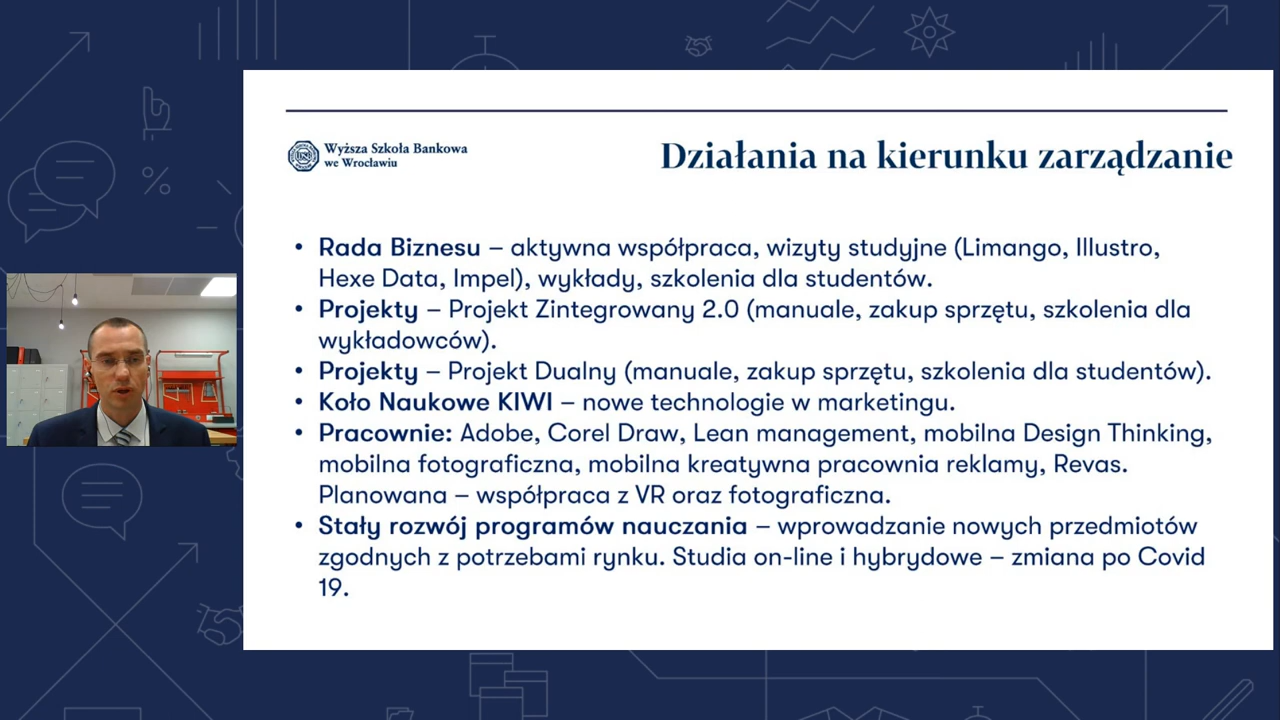 Wyższa Szkoła Bankowa
we Wrocławiu
Działania na kierunku zarządzanie
• Rada Biznesu – aktywna współpraca, wizyty studyjne (Limango, Illustro,
Hexe Data, Impel), wykłady, szkolenia dla studentów.
• Projekty – Projekt Zintegrowany 2.0 (manuale, zakup sprzętu, szkolenia dla
wykładowców).
• Projekty – Projekt Dualny (manuale, zakup sprzętu, szkolenia dla studentów).
• Koło Naukowe KIWI – nowe technologie w marketingu.
• Pracownie: Adobe, Corel Draw, Lean management, mobilna Design Thinking,
mobilna fotograficzna, mobilna kreatywna pracownia reklamy, Revas.
Planowana – współpraca z VR oraz fotograficzna.
• Stały rozwój programów nauczania – wprowadzanie nowych przedmiotów
zgodnych z potrzebami rynku. Studia on-line i hybrydowe – zmiana po Covid
19.